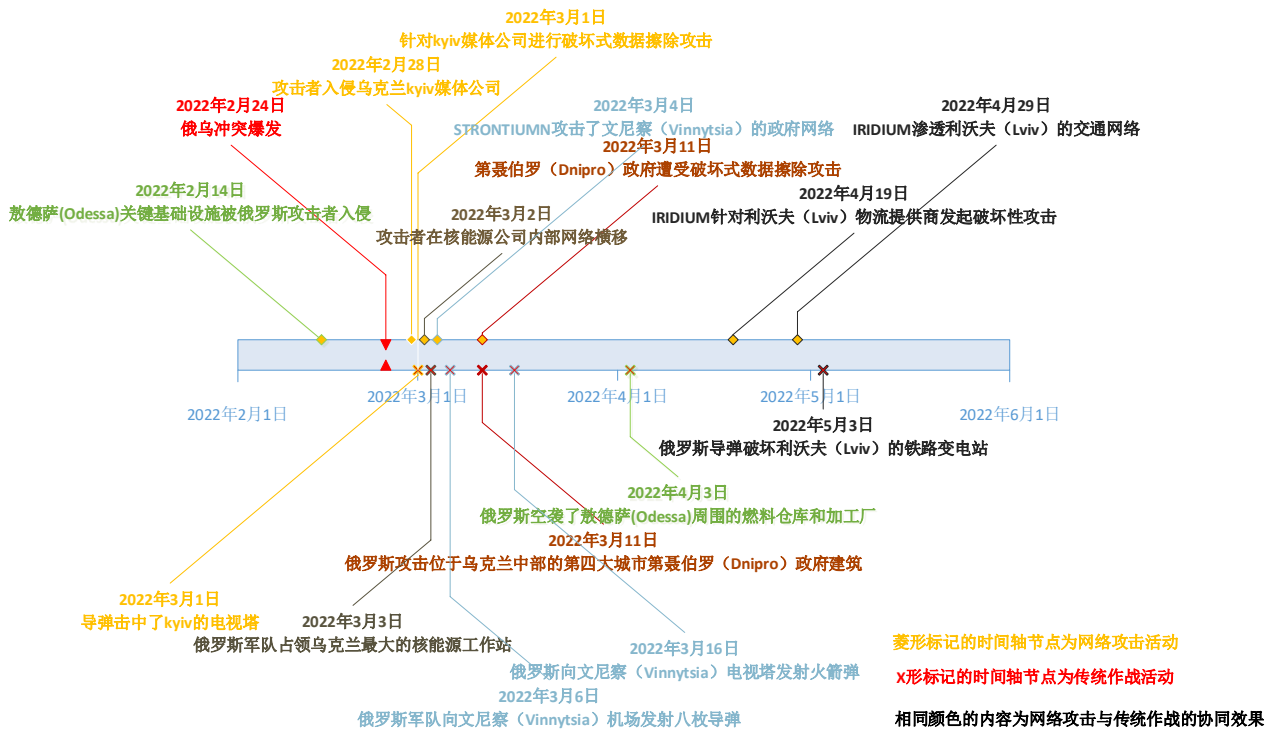 2022年3月1日
针对kyiv媒体公司进行破坏式数据擦除攻击
2022年2月28日
攻击者入侵乌克兰kyiv媒体公司
2022年2月24日
俄乌冲突爆发
2022年3月4日
STRONTIUMN攻击了文尼察（Vinnytsia）的政府网络
2022年4月29日
IRIDIUM渗透利沃夫（Lviv）的交通网络
2022年3月11日
第聂伯罗（Dnipro）政府遭受破坏式数据擦除攻击
2022年2月14日
敖德萨(Odessa)关键基础设施被俄罗斯攻击者入侵
2022年4月19日
IRIDIUM针对利沃夫（Lviv）物流提供商发起破坏性攻击
2022年3月2日
攻击者在核能源公司内部网络横移
2022年2月1日
2022年3月1日
2022年4月1日
2022年5月1日
2022年6月1日
2022年5月3日
俄罗斯导弹破坏利沃夫（Lviv）的铁路变电站
2022年4月3日
俄罗斯空袭了敖德萨(Odessa)周围的燃料仓库和加工厂
2022年3月11日
俄罗斯攻击位于乌克兰中部的第四大城市第聂伯罗（Dnipro）政府建筑
2022年3月1日
导弹击中了kyiv的电视塔
2022年3月3日
俄罗斯军队占领乌克兰最大的核能源工作站
2022年3月16日
俄罗斯向文尼察（Vinnytsia）电视塔发射火箭弹
2022年3月6日
俄罗斯军队向文尼察（Vinnytsia）机场发射八枚导弹
菱形标记的时间轴节点为网络攻击活动
X形标记的时间轴节点为传统作战活动
相同颜色的内容为网络攻击与传统作战的协同效果